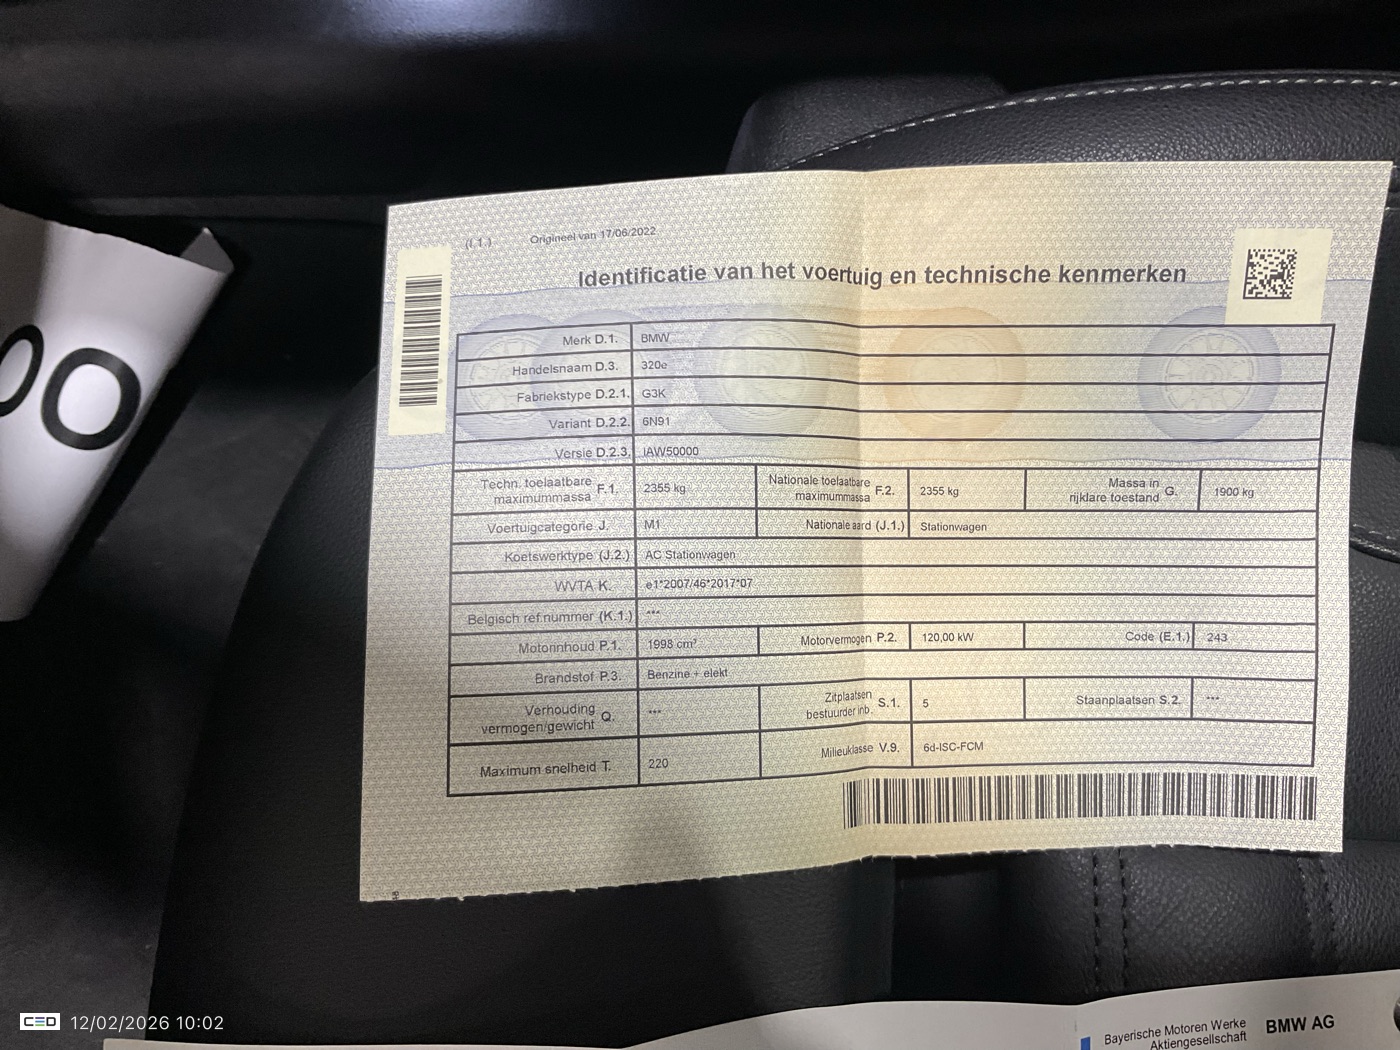 (I.1.) Origineel van 17/06/2022
Identificatie van het voertuig en technische kenmerken
Merk D.1. BMW
Handelsnaam D.3. 320e
Fabriekstype D.2.1. G3K
Variant D.2.2. 6N91
Versie D.2.3. IAW50000
Techn. toelaatbare maximummassa F.1. 2355 kg Nationale toelaatbare maximummassa F.2. 2355 kg Massa in rijklare toestand G. 1900 kg
Voertuigcategorie J. M1 Nationale aard (J.1.) Stationwagen
Koetswerktype (J.2.) AC Stationwagen
WVTA K. e1*2007/46*2017*07
Belgisch ref.nummer (K.1.) ---
Motorinhoud P.1. 1998 cm³ Motorvermogen P.2. 120,00 kW Code (E.1.) 243
Brandstof P.3. Benzine + elekt
Verhouding vermogen/gewicht Q. --- Zitplaatsen bestuurder inb. S.1. 5 Staanplaatsen S.2. ---
Maximum snelheid T. 220 Milieuklasse V.9. 6d-ISC-FCM
CED 12/02/2026 10:02
Bayerische Motoren Werke
Aktiengesellschaft
BMW AG